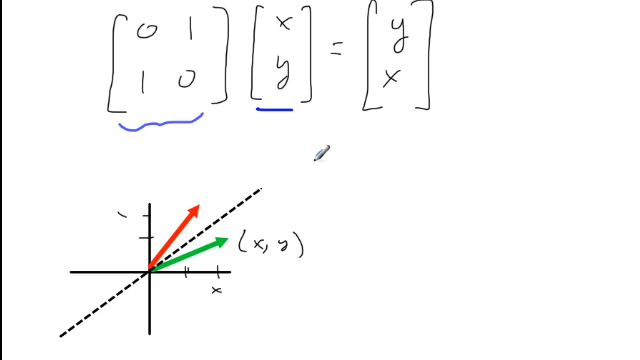 [0 1] [x] = [y]
[1 0] [y] [x]
(x, y)
x